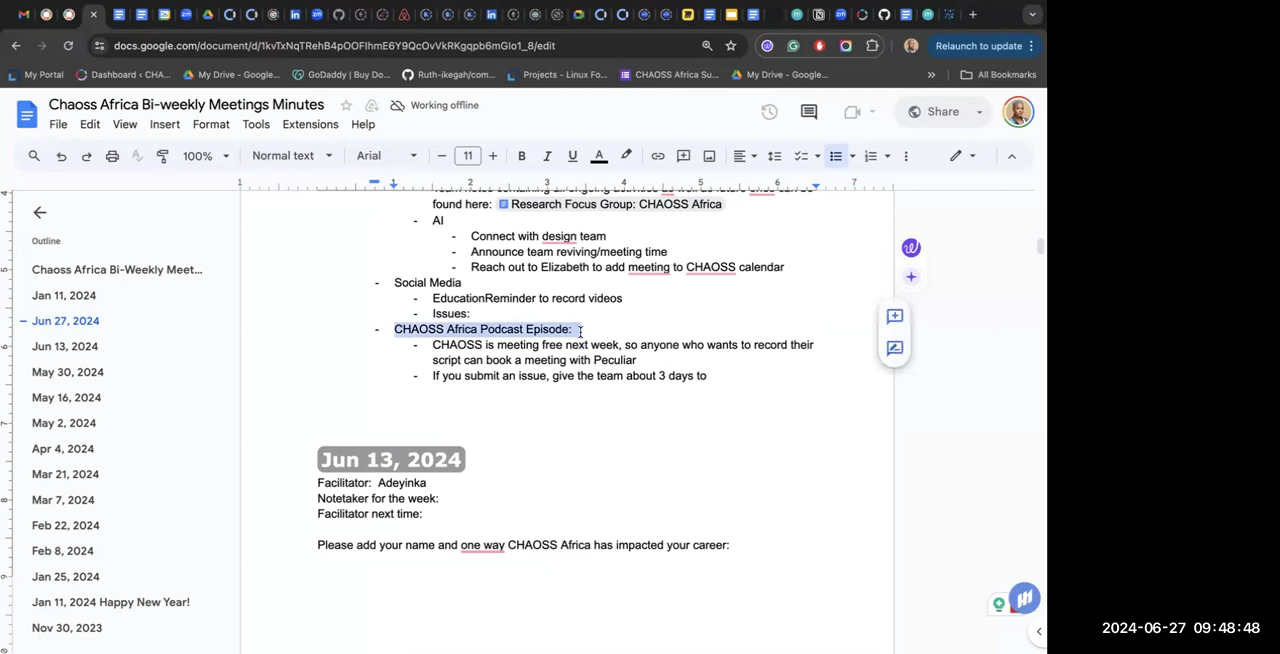 docs.google.com/document/d/1kvTxNqTRehB4pOOFIhmE6Y9QcOvVkRKgqpb6mGIo1_8/edit
Relaunch to update
My Portal
Dashboard ‹ CHA...
My Drive - Google...
GoDaddy | Buy Do...
Ruth-ikegah/com...
Projects - Linux Fo...
CHAOSS Africa Su...
My Drive - Google...
»
All Bookmarks
Chaoss Africa Bi-weekly Meetings Minutes
Working offline
File Edit View Insert Format Tools Extensions Help
Share
100%
Normal text
Arial
11
1 1 2 3 4 5 6 7
Outline
Chaoss Africa Bi-Weekly Meet...
Jan 11, 2024
Jun 27, 2024
Jun 13, 2024
May 30, 2024
May 16, 2024
May 2, 2024
Apr 4, 2024
Mar 21, 2024
Mar 7, 2024
Feb 22, 2024
Feb 8, 2024
Jan 25, 2024
Jan 11, 2024 Happy New Year!
Nov 30, 2023
found here: Research Focus Group: CHAOSS Africa
- AI
- Connect with design team
- Announce team reviving/meeting time
- Reach out to Elizabeth to add meeting to CHAOSS calendar
- Social Media
- EducationReminder to record videos
- Issues:
- CHAOSS Africa Podcast Episode:
- CHAOSS is meeting free next week, so anyone who wants to record their
script can book a meeting with Peculiar
- If you submit an issue, give the team about 3 days to
Jun 13, 2024
Facilitator: Adeyinka
Notetaker for the week:
Facilitator next time:
Please add your name and one way CHAOSS Africa has impacted your career:
2024-06-27 09:48:48